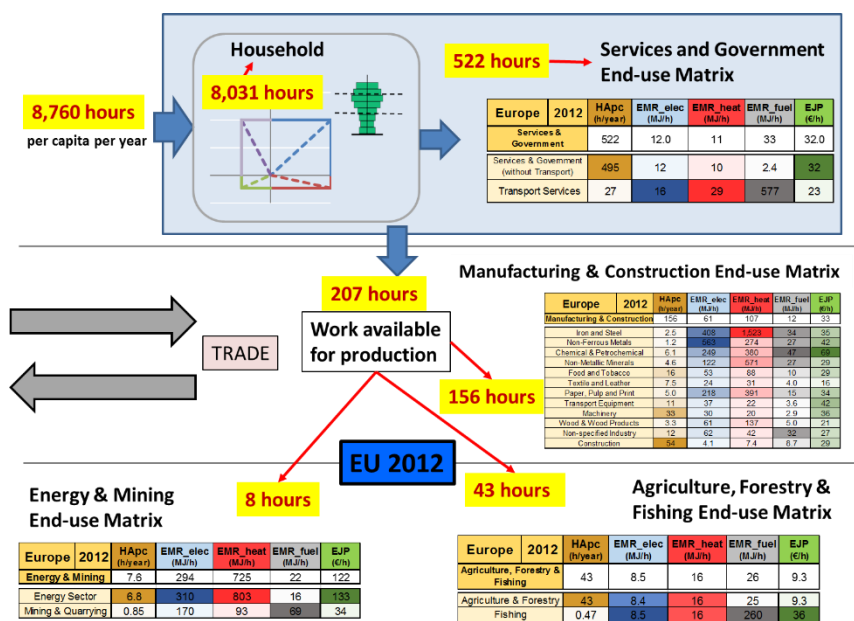 Household
8,031 hours
8,760 hours
per capita per year
522 hours
Services and Government
End-use Matrix
Europe 2012 HApc (h/year) EMR_elec (MJ/h) EMR_heat (MJ/h) EMR_fuel (MJ/h) EJP (€/h)
Services & Government 522 12.0 11 33 32.0
Services & Government (without Transport) 495 12 10 2.4 32
Transport Services 27 16 29 577 23
207 hours
Work available
for production
TRADE
156 hours
Manufacturing & Construction End-use Matrix
Europe 2012 HApc (h/year) EMR_elec (MJ/h) EMR_heat (MJ/h) EMR_fuel (MJ/h) EJP (€/h)
Manufacturing & Construction 156 61 107 12 33
Iron and Steel 2.5 408 1,523 34 35
Non-Ferrous Metals 1.2 563 274 27 42
Chemical & Petrochemical 6.1 249 380 47 69
Non-Metallic Minerals 4.6 122 571 27 29
Food and Tobacco 16 53 88 10 29
Textile and Leather 7.5 24 31 4.0 16
Paper, Pulp and Print 5.0 218 391 15 34
Transport Equipment 11 37 22 3.6 42
Machinery 33 30 20 2.9 36
Wood & Wood Products 3.3 61 137 5.0 21
Non-specified Industry 12 62 42 32 27
Construction 54 4.1 7.4 8.7 29
EU 2012
8 hours
43 hours
Energy & Mining
End-use Matrix
Europe 2012 HApc (h/year) EMR_elec (MJ/h) EMR_heat (MJ/h) EMR_fuel (MJ/h) EJP (€/h)
Energy & Mining 7.6 294 725 22 122
Energy Sector 6.8 310 803 16 133
Mining & Quarrying 0.85 170 93 69 34
Agriculture, Forestry &
Fishing End-use Matrix
Europe 2012 HApc (h/year) EMR_elec (MJ/h) EMR_heat (MJ/h) EMR_fuel (MJ/h) EJP (€/h)
Agriculture, Forestry & Fishing 43 8.5 16 26 9.3
Agriculture & Forestry 43 8.4 16 25 9.3
Fishing 0.47 8.5 16 260 36